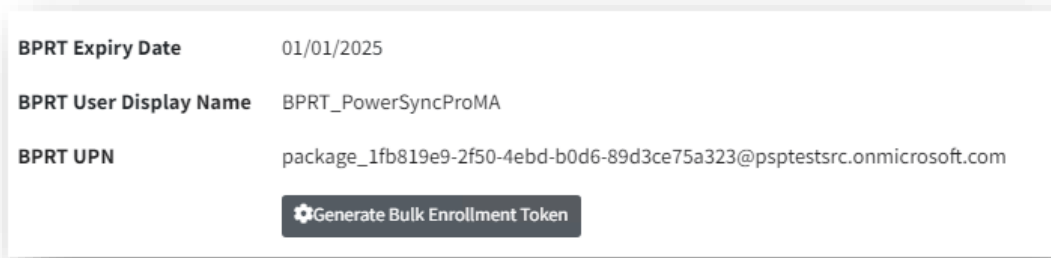 BPRT Expiry Date 01/01/2025
BPRT User Display Name BPRT_PowerSyncProMA
BPRT UPN package_1fb819e9-2f50-4ebd-b0d6-89d3ce75a323@psptestsrc.onmicrosoft.com
Generate Bulk Enrollment Token